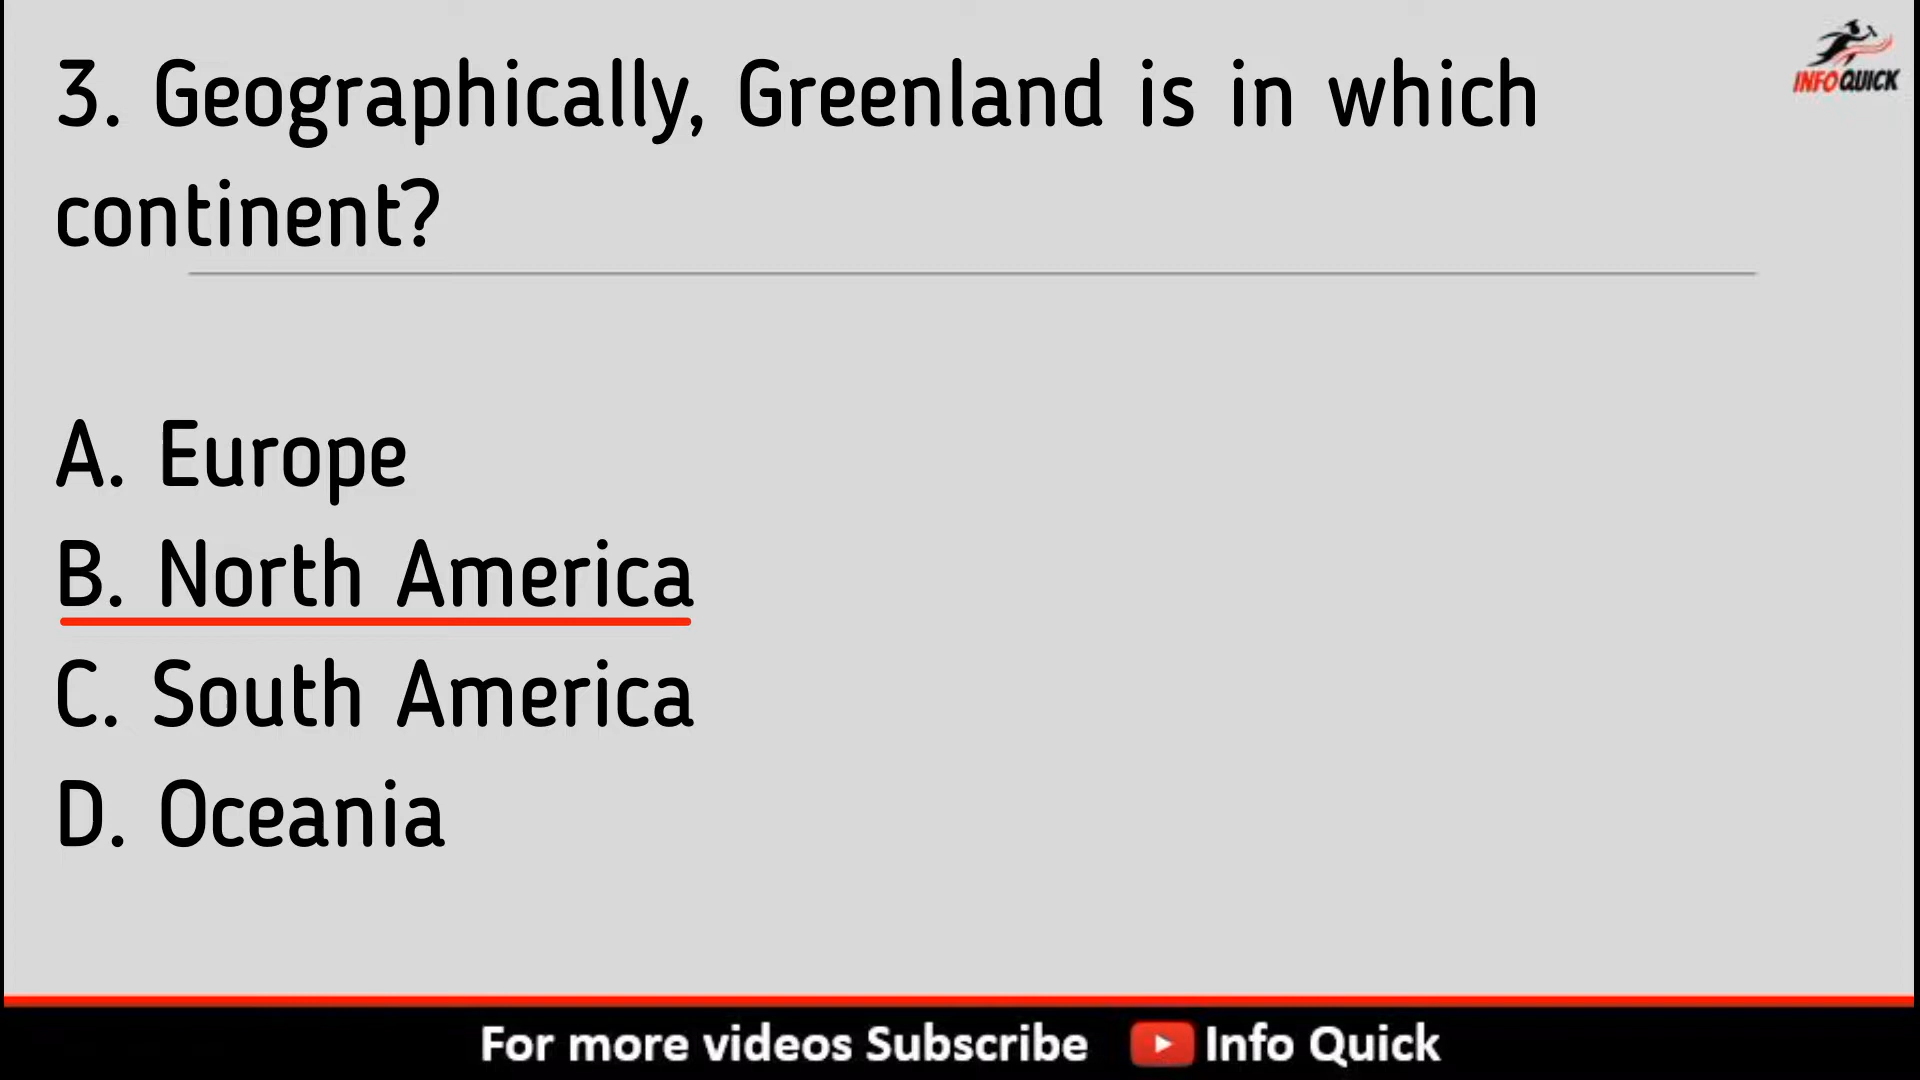 3. Geographically, Greenland is in which
continent?
INFOQUICK
A. Europe
B. North America
C. South America
D. Oceania
For more videos Subscribe Info Quick